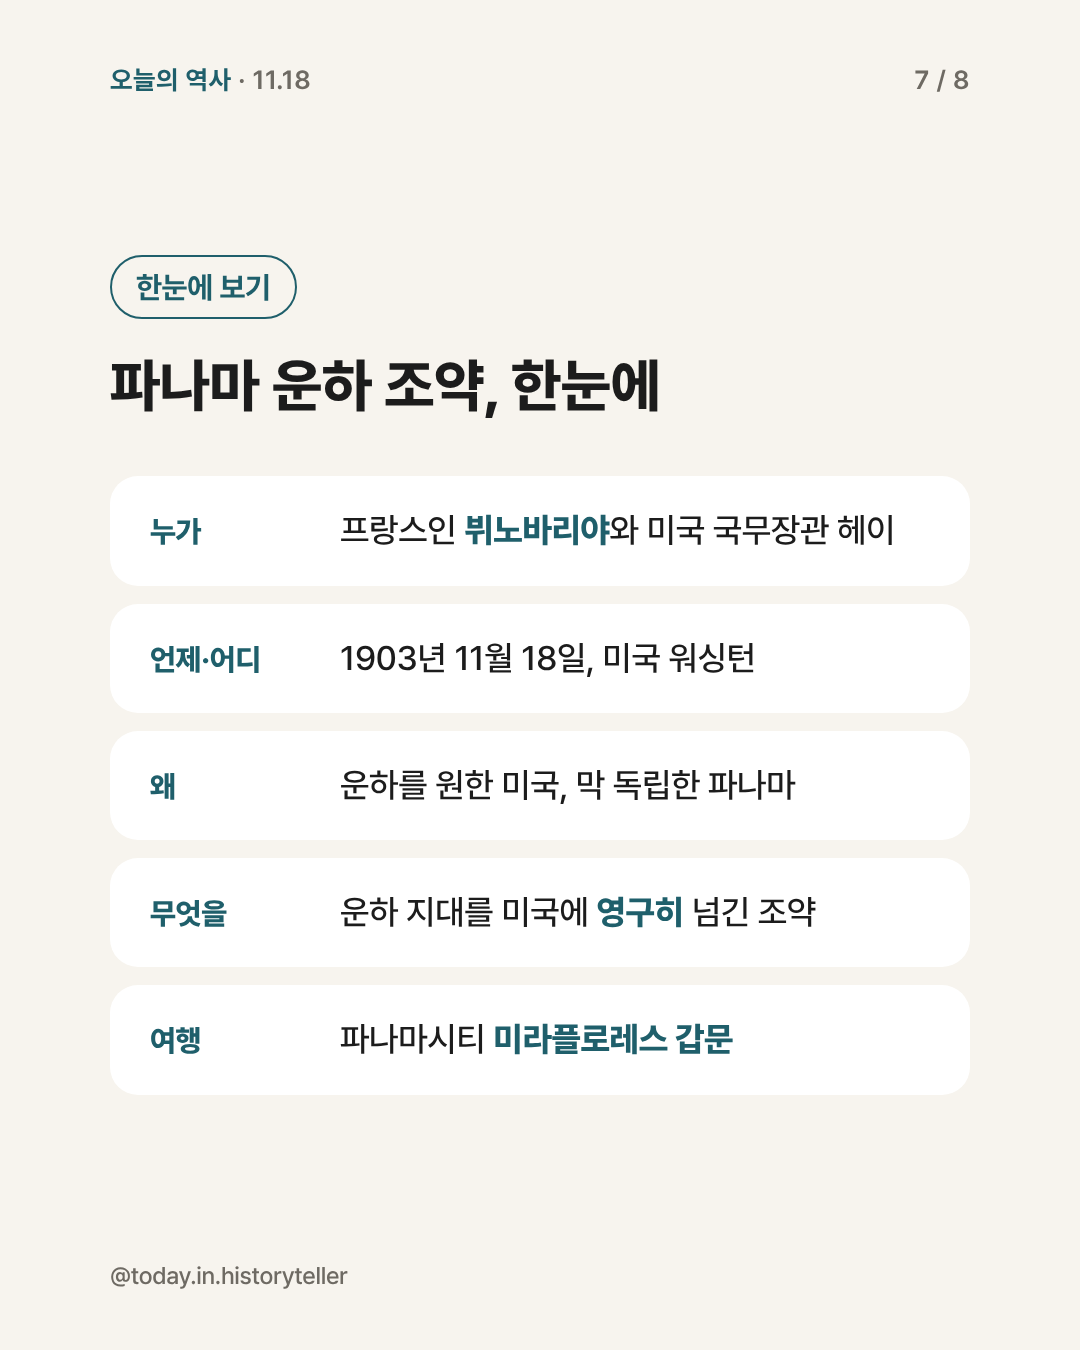 오늘의 역사 · 11.18
7 / 8
한눈에 보기
파나마 운하 조약, 한눈에
누가 프랑스인 뷔노바리야와 미국 국무장관 헤이
언제·어디 1903년 11월 18일, 미국 워싱턴
왜 운하를 원한 미국, 막 독립한 파나마
무엇을 운하 지대를 미국에 영구히 넘긴 조약
여행 파나마시티 미라플로레스 갑문
@today.in.historyteller